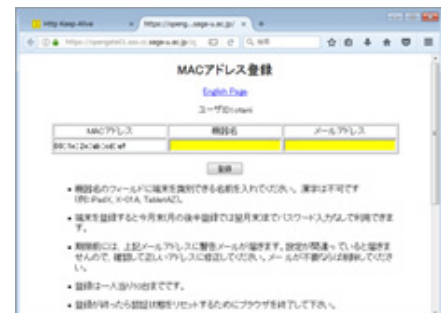 Http Keep-Alive
https://openg...saga-u.ac.jp/
MACアドレス登録
English Page
ユーザID:otani
MACアドレス 機器名 メールアドレス
00:1c:2c:ab:cd:ef
登録
• 機器名のフィールドに端末を識別できる名前を入れてください。漢字は不可です
(例: PadX, X-01A, TabletAZ)。
• 端末を登録すると今月末(月の後半登録では翌月末)までパスワード入力なしで利用できま
す。
• 期限前には、上記メールアドレスに警告メールが届きます。設定が間違っていると届きま
せんので、確認して正しいアドレスに修正してください。メールが不要ならば削除してくださ
い。
• 登録は一人当り10台までです。
• 登録が終ったら認証状態をリセットするためにブラウザを終了して下さい。